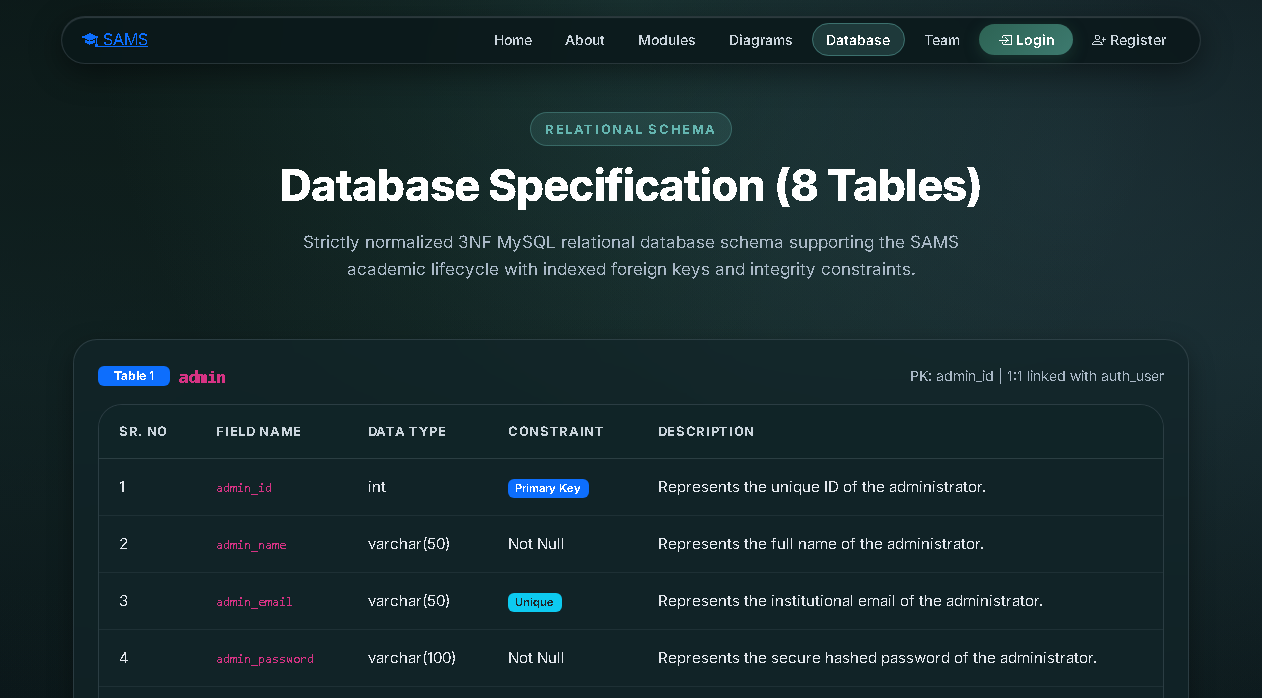 SAMS Home About Modules Diagrams Database Team Login Register
RELATIONAL SCHEMA
Database Specification (8 Tables)
Strictly normalized 3NF MySQL relational database schema supporting the SAMS
academic lifecycle with indexed foreign keys and integrity constraints.
Table 1 admin PK: admin_id | 1:1 linked with auth_user
SR. NO FIELD NAME DATA TYPE CONSTRAINT DESCRIPTION
1 admin_id int Primary Key Represents the unique ID of the administrator.
2 admin_name varchar(50) Not Null Represents the full name of the administrator.
3 admin_email varchar(50) Unique Represents the institutional email of the administrator.
4 admin_password varchar(100) Not Null Represents the secure hashed password of the administrator.